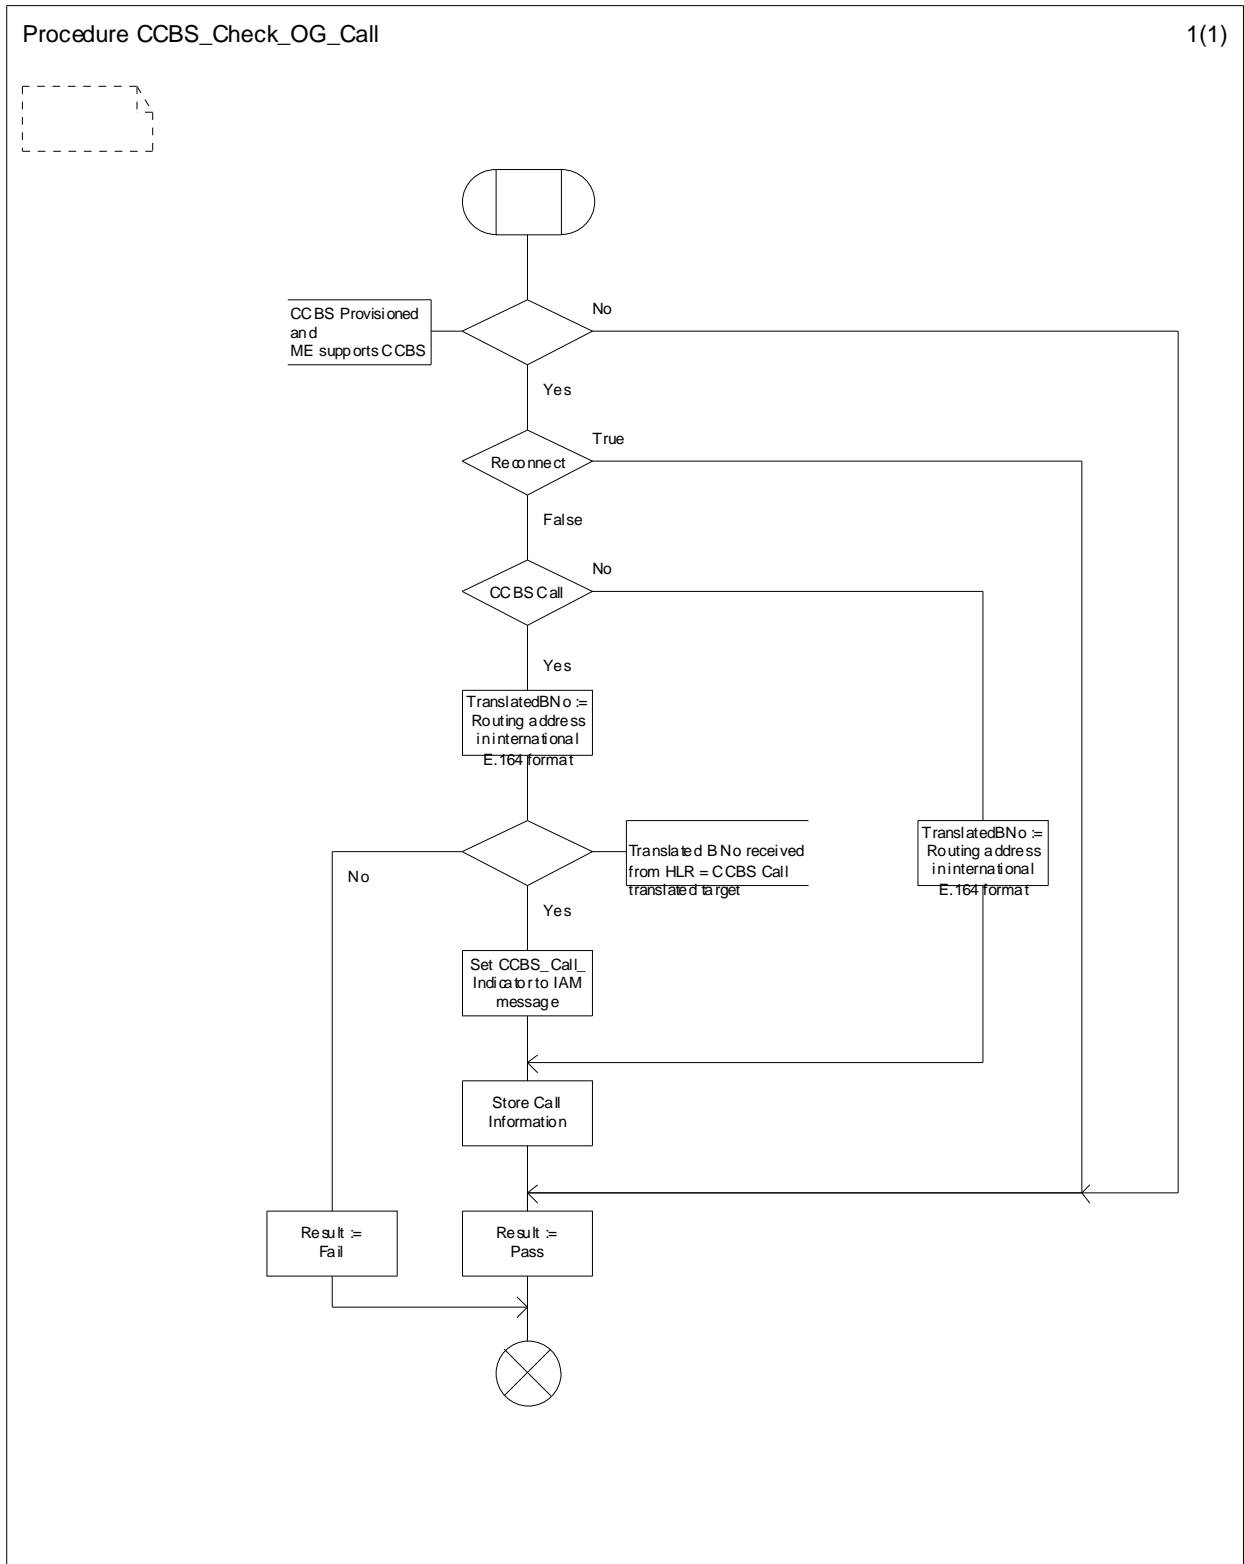 Procedure CCBS_Check_OG_Call
1(1)
No
CCBS Provisioned
and
ME supports CCBS
Yes
True
Reconnect
False
No
CCBS Call
Yes
TranslatedBNo :=
Routing address
in international
E.164 format
Translated BNo received
from HLR = CCBS Call
translated target
TranslatedBNo :=
Routing address
in international
E.164 format
No
Yes
Set CCBS_Call_
Indicator to IAM
message
Store Call
Information
Result :=
Fail
Result :=
Pass